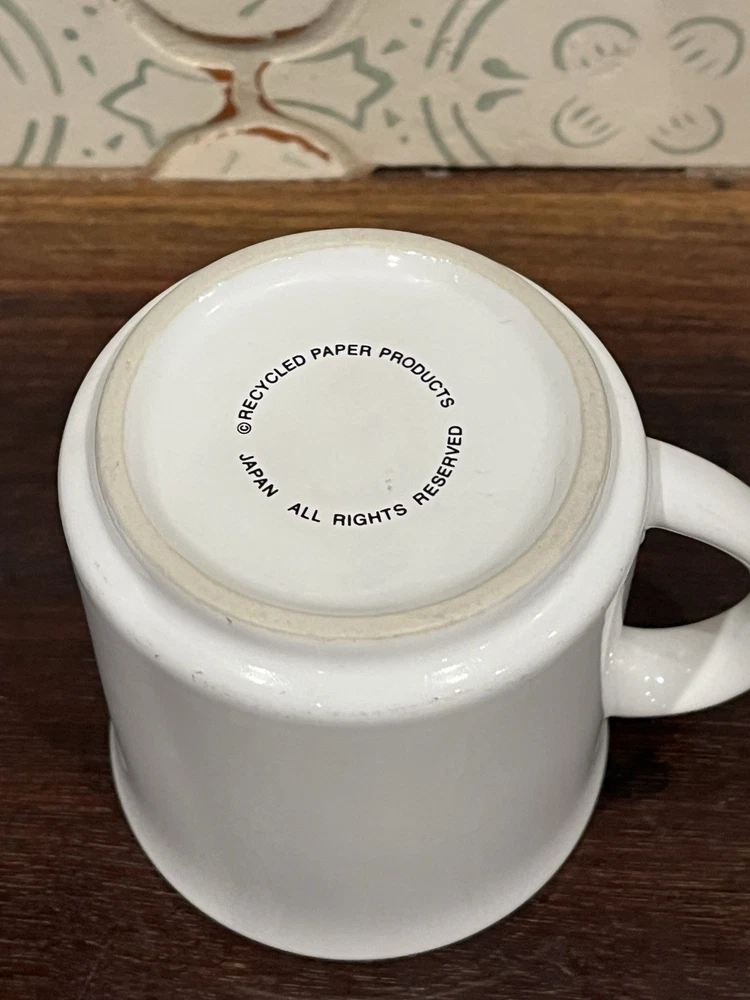 ©RECYCLED PAPER PRODUCTS
JAPAN ALL RIGHTS RESERVED